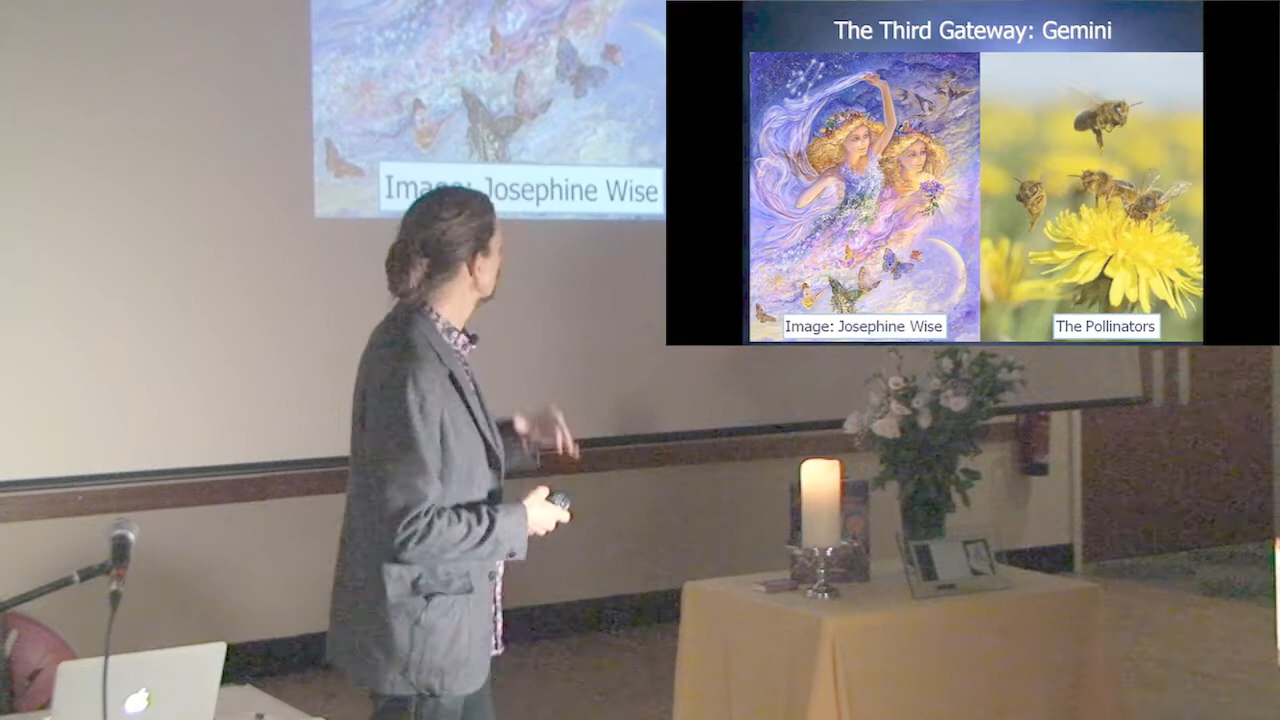 Image: Josephine Wise
The Third Gateway: Gemini
Image: Josephine Wise
The Pollinators